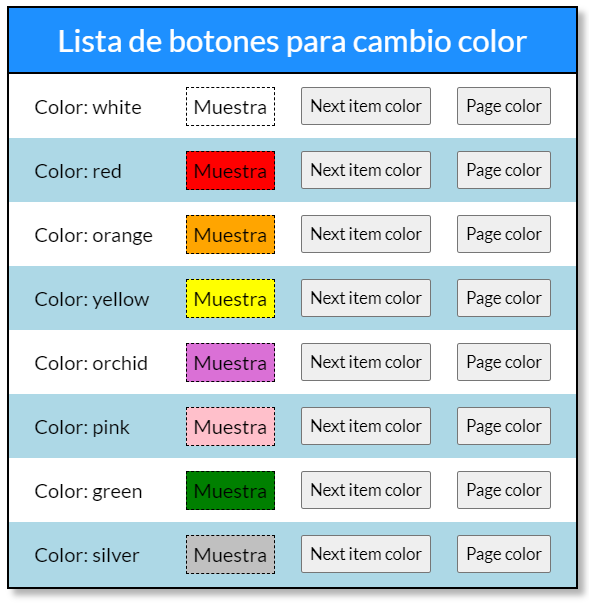 Lista de botones para cambio color
Color: white Muestra Next item color Page color
Color: red Muestra Next item color Page color
Color: orange Muestra Next item color Page color
Color: yellow Muestra Next item color Page color
Color: orchid Muestra Next item color Page color
Color: pink Muestra Next item color Page color
Color: green Muestra Next item color Page color
Color: silver Muestra Next item color Page color